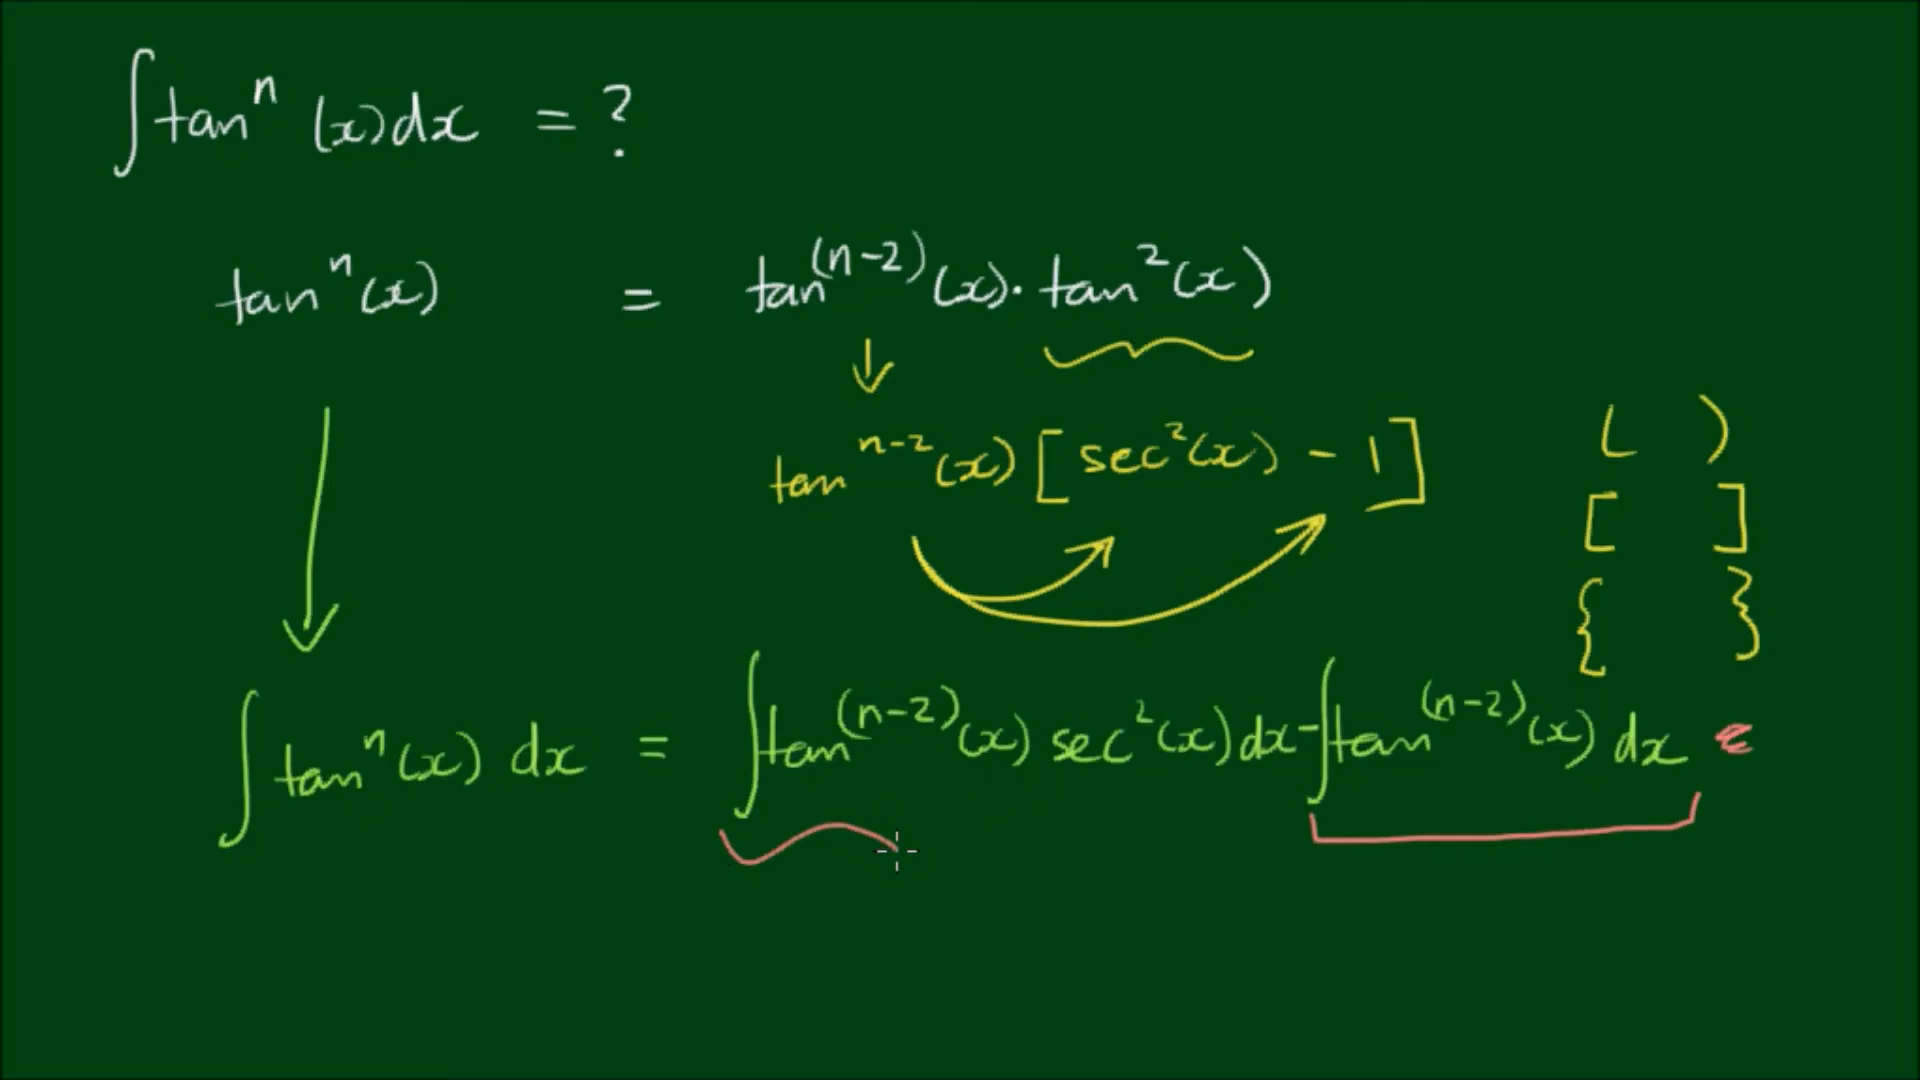 ∫tanⁿ (x)dx = ?
tanⁿ(x) = tan⁽ⁿ⁻²⁾(x)· tan²(x)
tanⁿ⁻²(x)[sec²(x) - 1]
( )
[ ]
{ }
∫tanⁿ(x) dx = ∫tan⁽ⁿ⁻²⁾(x) sec²(x)dx-∫tan⁽ⁿ⁻²⁾(x) dx